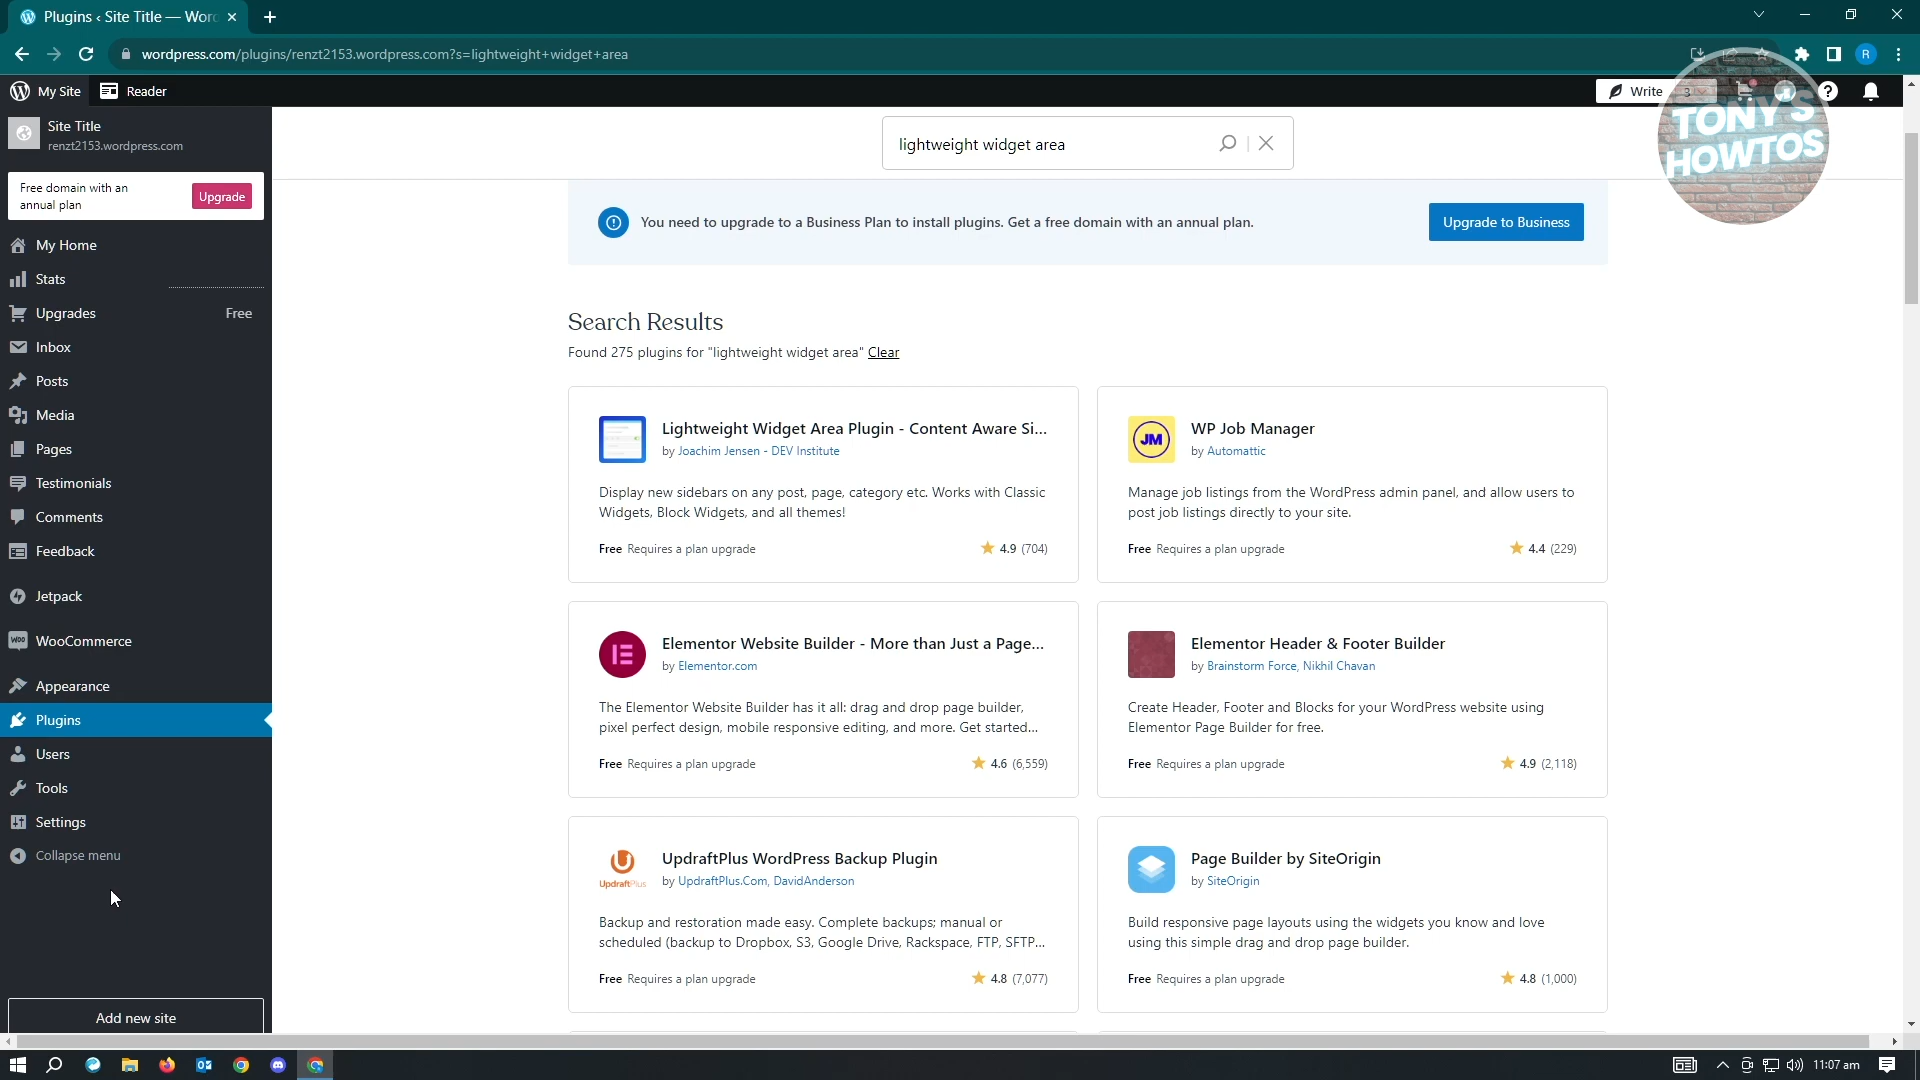 Plugins ‹ Site Title — Wor
wordpress.com/plugins/renzt2153.wordpress.com?s=lightweight+widget+area
R
My Site
Reader
Write
3
TONY'S
HOWTOS
Site Title
renzt2153.wordpress.com
Free domain with an
annual plan
Upgrade
My Home
Stats
Upgrades
Free
Inbox
Posts
Media
Pages
Testimonials
Comments
Feedback
Jetpack
WooCommerce
Appearance
Plugins
Users
Tools
Settings
Collapse menu
Add new site
lightweight widget area
You need to upgrade to a Business Plan to install plugins. Get a free domain with an annual plan.
Upgrade to Business
Search Results
Found 275 plugins for "lightweight widget area" Clear
Lightweight Widget Area Plugin - Content Aware Si...
by Joachim Jensen - DEV Institute
Display new sidebars on any post, page, category etc. Works with Classic
Widgets, Block Widgets, and all themes!
Free Requires a plan upgrade
4.9 (704)
JM
WP Job Manager
by Automattic
Manage job listings from the WordPress admin panel, and allow users to
post job listings directly to your site.
Free Requires a plan upgrade
4.4 (229)
Elementor Website Builder - More than Just a Page...
by Elementor.com
The Elementor Website Builder has it all: drag and drop page builder,
pixel perfect design, mobile responsive editing, and more. Get started...
Free Requires a plan upgrade
4.6 (6,559)
Elementor Header & Footer Builder
by Brainstorm Force, Nikhil Chavan
Create Header, Footer and Blocks for your WordPress website using
Elementor Page Builder for free.
Free Requires a plan upgrade
4.9 (2,118)
UpdraftPlus
UpdraftPlus WordPress Backup Plugin
by UpdraftPlus.Com, DavidAnderson
Backup and restoration made easy. Complete backups; manual or
scheduled (backup to Dropbox, S3, Google Drive, Rackspace, FTP, SFTP...
Free Requires a plan upgrade
4.8 (7,077)
Page Builder by SiteOrigin
by SiteOrigin
Build responsive page layouts using the widgets you know and love
using this simple drag and drop page builder.
Free Requires a plan upgrade
4.8 (1,000)
11:07 am